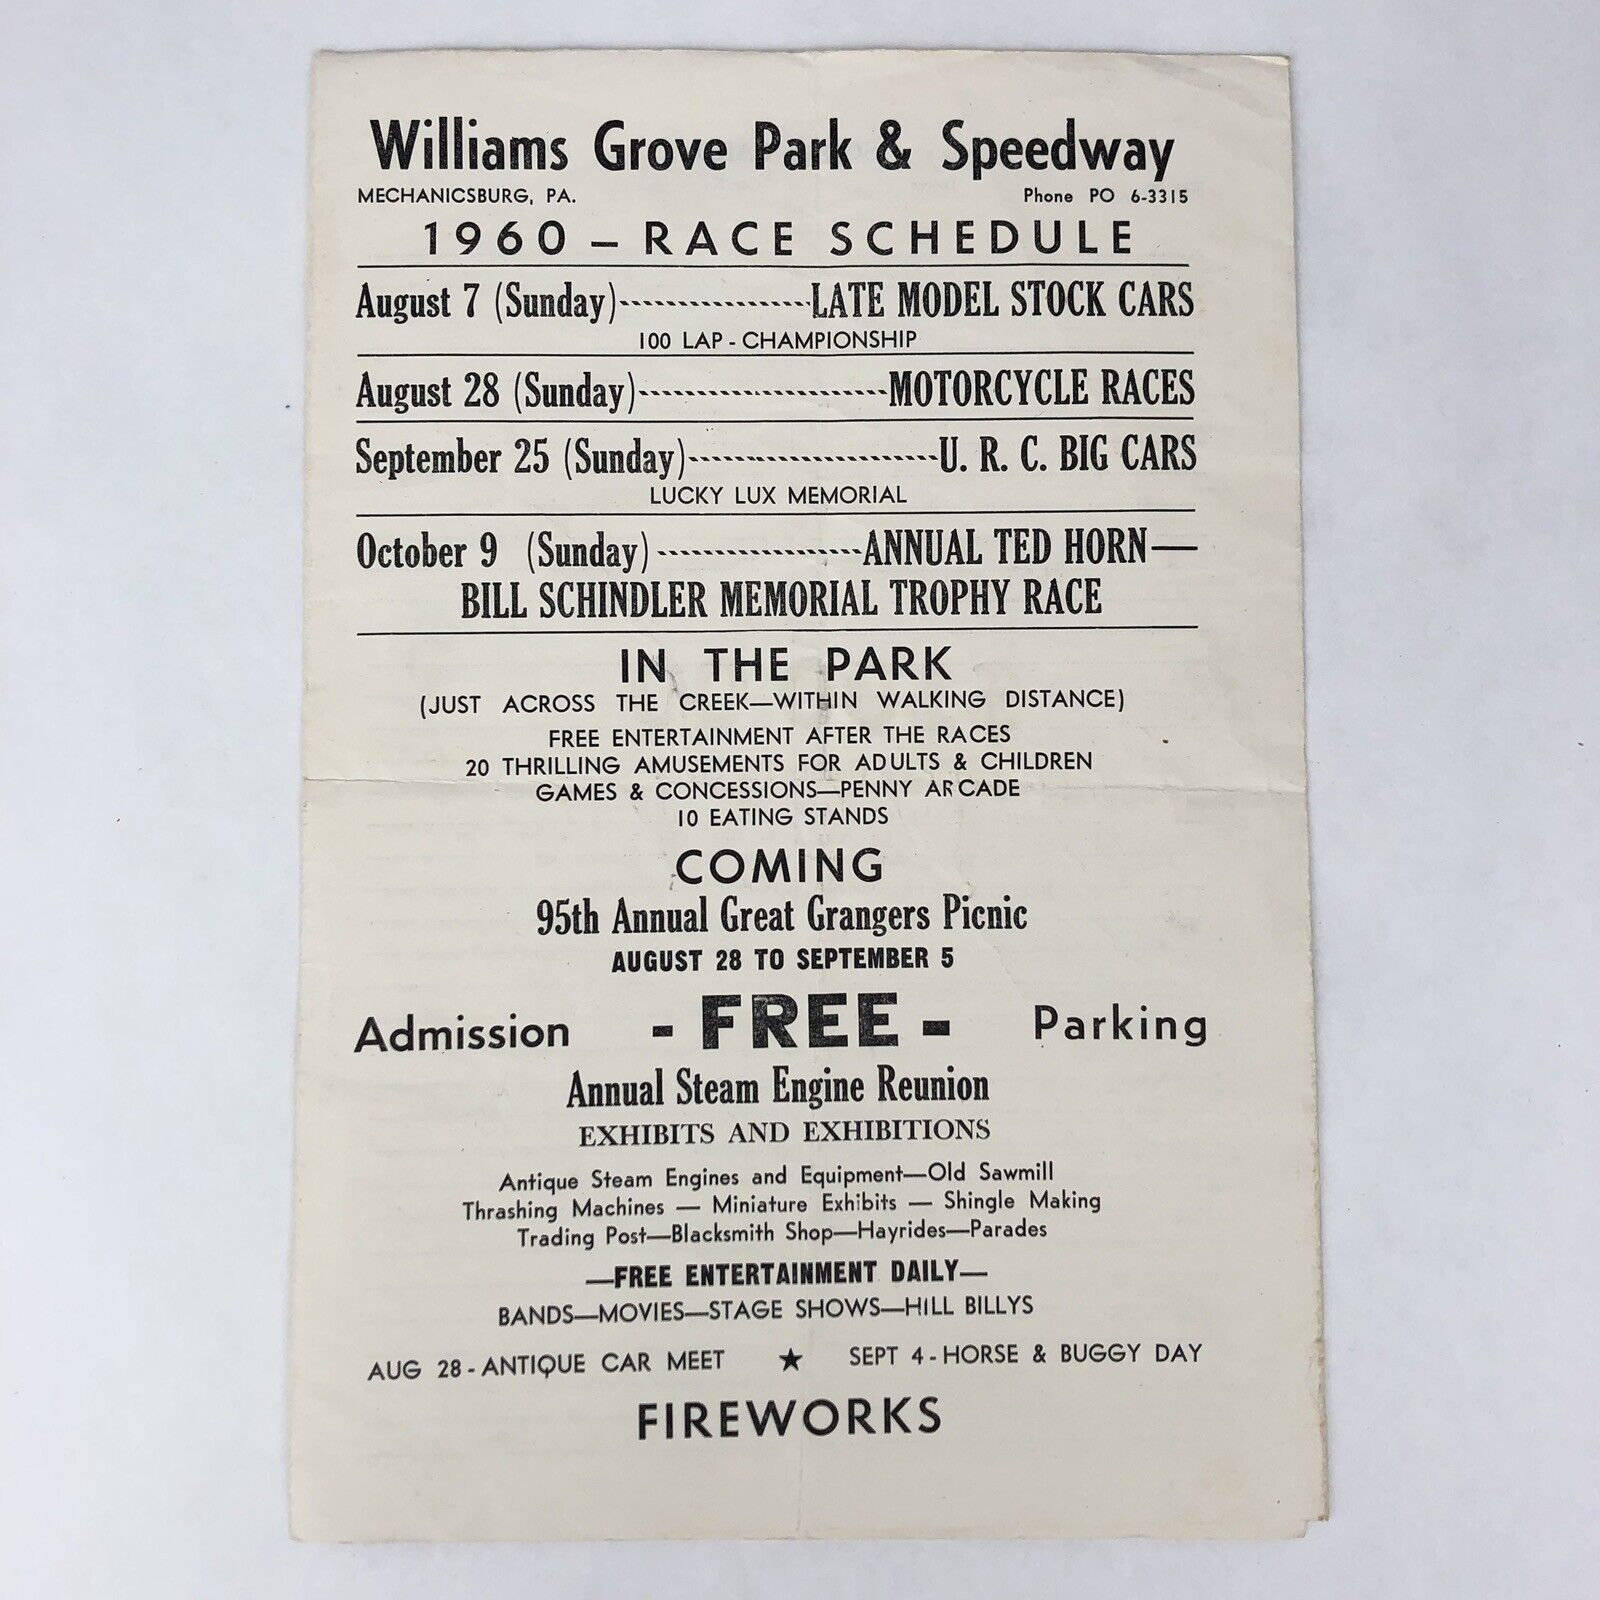 Williams Grove Park & Speedway
MECHANICSBURG, PA. Phone PO 6-3315
1960 - RACE SCHEDULE
August 7 (Sunday)-----------------LATE MODEL STOCK CARS
100 LAP - CHAMPIONSHIP
August 28 (Sunday)----------------------MOTORCYCLE RACES
September 25 (Sunday)----------------------U. R. C. BIG CARS
LUCKY LUX MEMORIAL
October 9 (Sunday)------------------ANNUAL TED HORN—
BILL SCHINDLER MEMORIAL TROPHY RACE
IN THE PARK
(JUST ACROSS THE CREEK—WITHIN WALKING DISTANCE)
FREE ENTERTAINMENT AFTER THE RACES
20 THRILLING AMUSEMENTS FOR ADULTS & CHILDREN
GAMES & CONCESSIONS—PENNY ARCADE
10 EATING STANDS
COMING
95th Annual Great Grangers Picnic
AUGUST 28 TO SEPTEMBER 5
Admission - FREE - Parking
Annual Steam Engine Reunion
EXHIBITS AND EXHIBITIONS
Antique Steam Engines and Equipment—Old Sawmill
Thrashing Machines — Miniature Exhibits — Shingle Making
Trading Post—Blacksmith Shop—Hayrides—Parades
—FREE ENTERTAINMENT DAILY—
BANDS—MOVIES—STAGE SHOWS—HILL BILLYS
AUG 28 - ANTIQUE CAR MEET ★ SEPT 4 - HORSE & BUGGY DAY
FIREWORKS